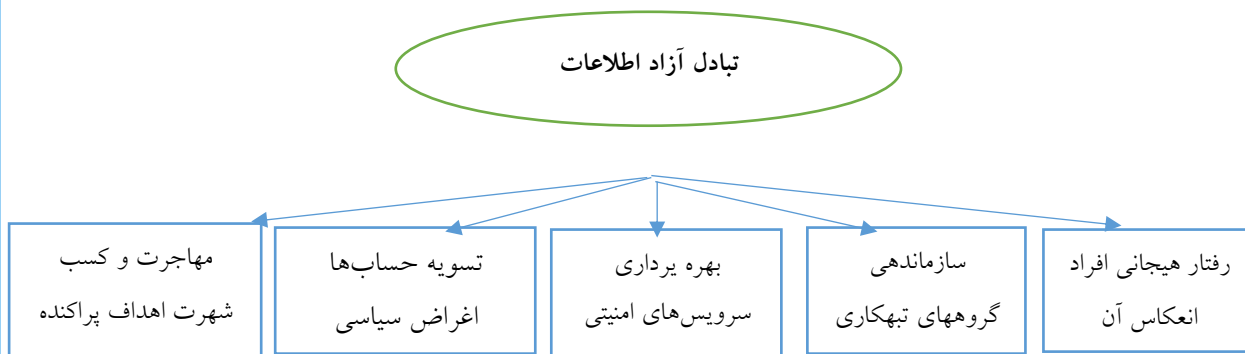 تبادل آزاد اطلاعات
رفتار هیجانی افراد
انعکاس آن
سازماندهی
گروههای تبهکاری
بهره یرداری
سرویس‌های امنیتی
تسویه حساب‌ها
اغراض سیاسی
مهاجرت و کسب
شهرت اهداف پراکنده